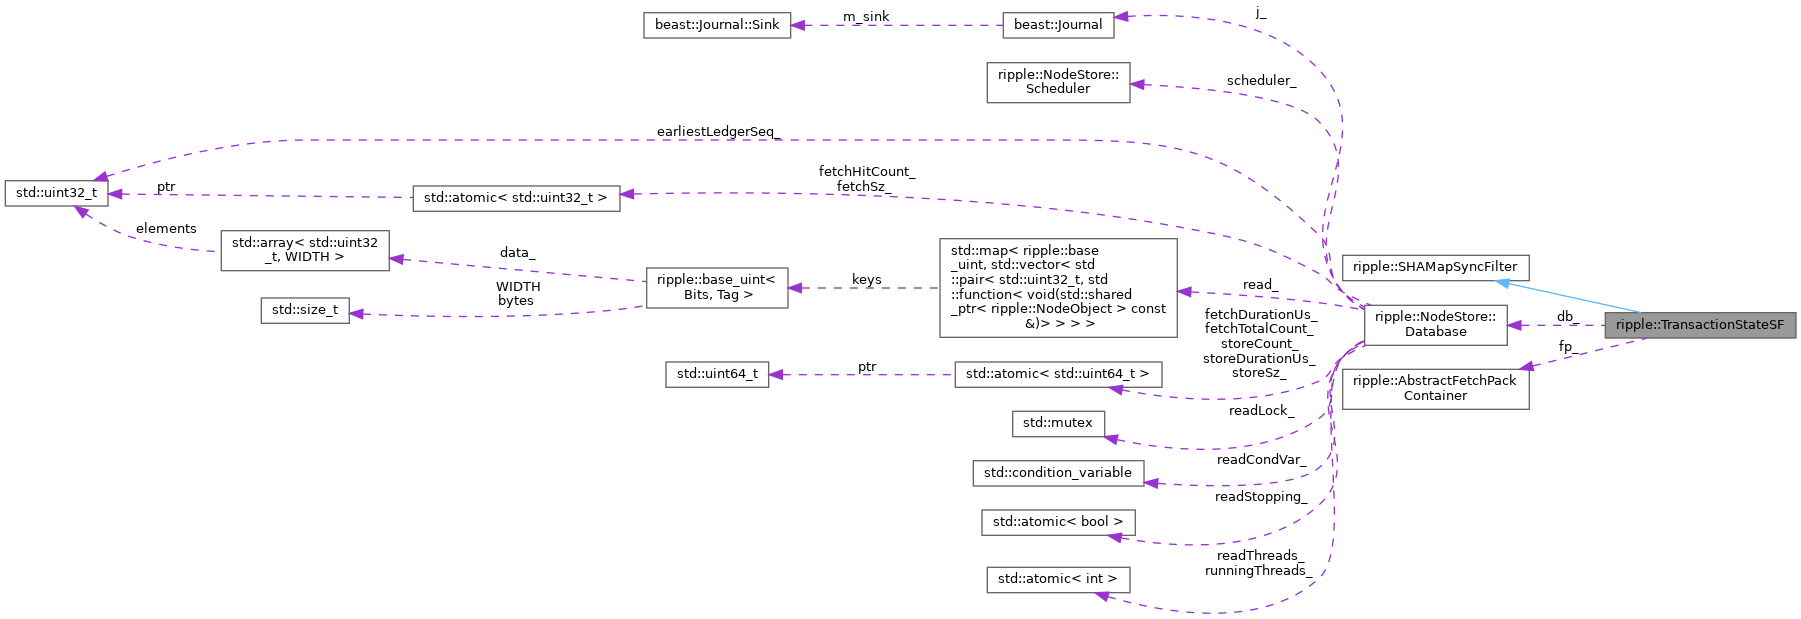 j_
beast::Journal::Sink
m_sink
beast::Journal
ripple::NodeStore::
Scheduler
scheduler_
earliestLedgerSeq_
std::uint32_t
ptr
std::atomic< std::uint32_t >
fetchHitCount_
fetchSz_
elements
std::array< std::uint32
_t, WIDTH >
data_
WIDTH
bytes
std::size_t
ripple::base_uint<
Bits, Tag >
keys
std::map< ripple::base
_uint, std::vector< std
::pair< std::uint32_t, std
::function< void(std::shared
_ptr< ripple::NodeObject > const
&)> > > >
read_
ripple::SHAMapSyncFilter
ripple::NodeStore::
Database
db_
ripple::TransactionStateSF
fp_
ripple::AbstractFetchPack
Container
fetchDurationUs_
fetchTotalCount_
storeCount_
storeDurationUs_
storeSz_
std::uint64_t
ptr
std::atomic< std::uint64_t >
readLock_
std::mutex
readCondVar_
std::condition_variable
readStopping_
std::atomic< bool >
readThreads_
runningThreads_
std::atomic< int >